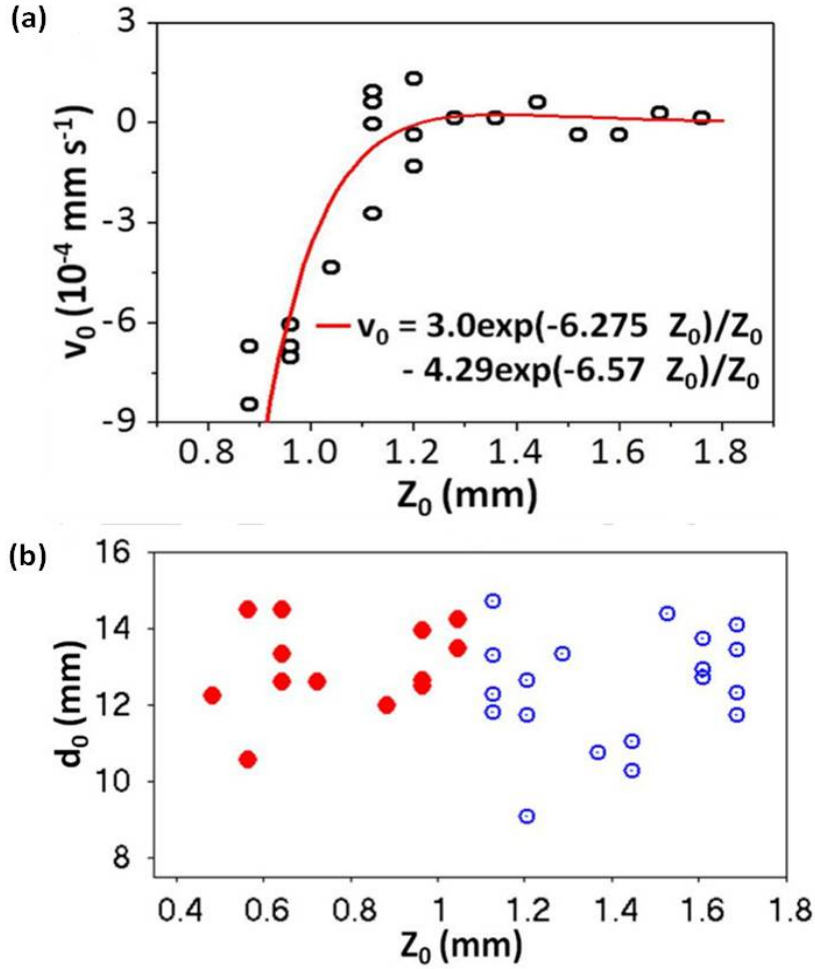 (a)
3
0
-3
-6
-9
v₀ (10⁻⁴ mm s⁻¹)
v₀ = 3.0exp(-6.275 Z₀)/Z₀
- 4.29exp(-6.57 Z₀)/Z₀
0.8 1.0 1.2 1.4 1.6 1.8
Z₀ (mm)
(b)
16
14
12
10
8
d₀ (mm)
0.4 0.6 0.8 1 1.2 1.4 1.6 1.8
Z₀ (mm)